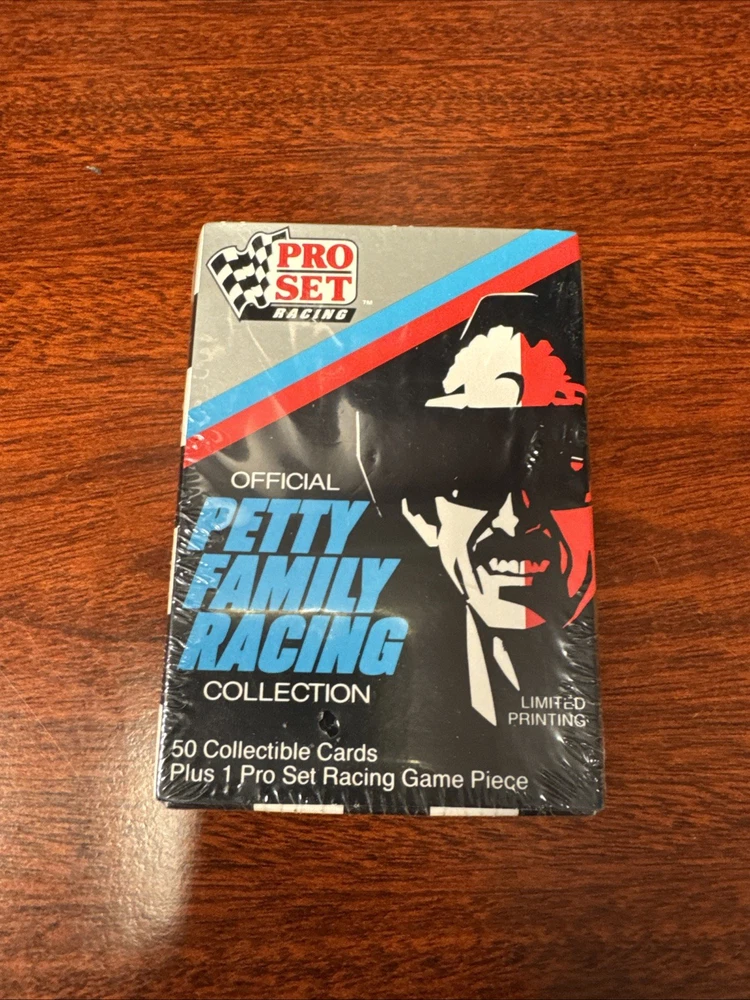 PRO
SET
RACING
™
OFFICIAL
PETTY
FAMILY
RACING
COLLECTION
LIMITED
PRINTING
50 Collectible Cards
Plus 1 Pro Set Racing Game Piece